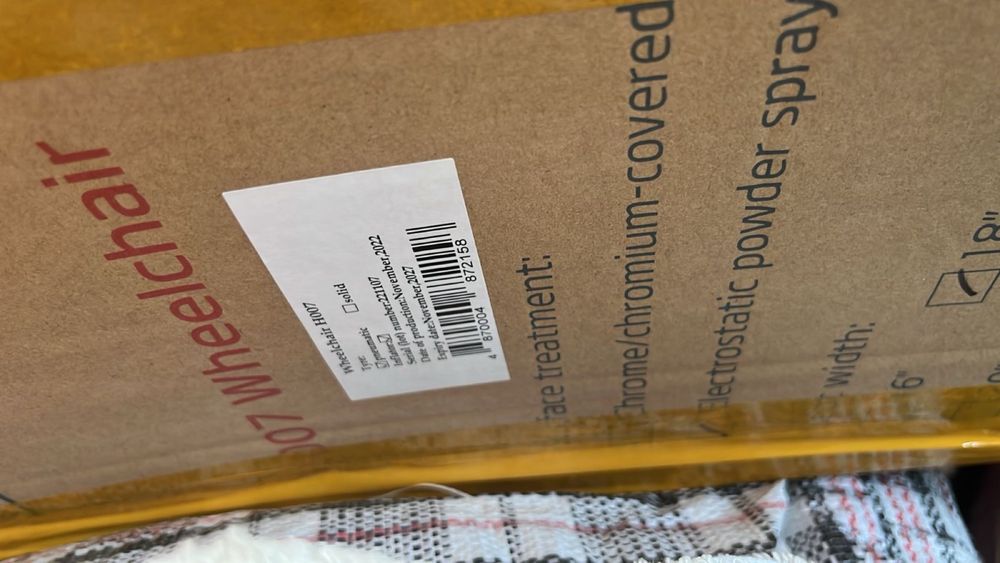 007 Wheelchair
Wheelchair H007
Type:
pneumatic solid
Serial (lot) number:221107
Date of production:November,2022
Expiry date:November,2027
4 870004 872158
face treatment:
Chrome/chromium-covered
Electrostatic powder spray
width:
6"
18"